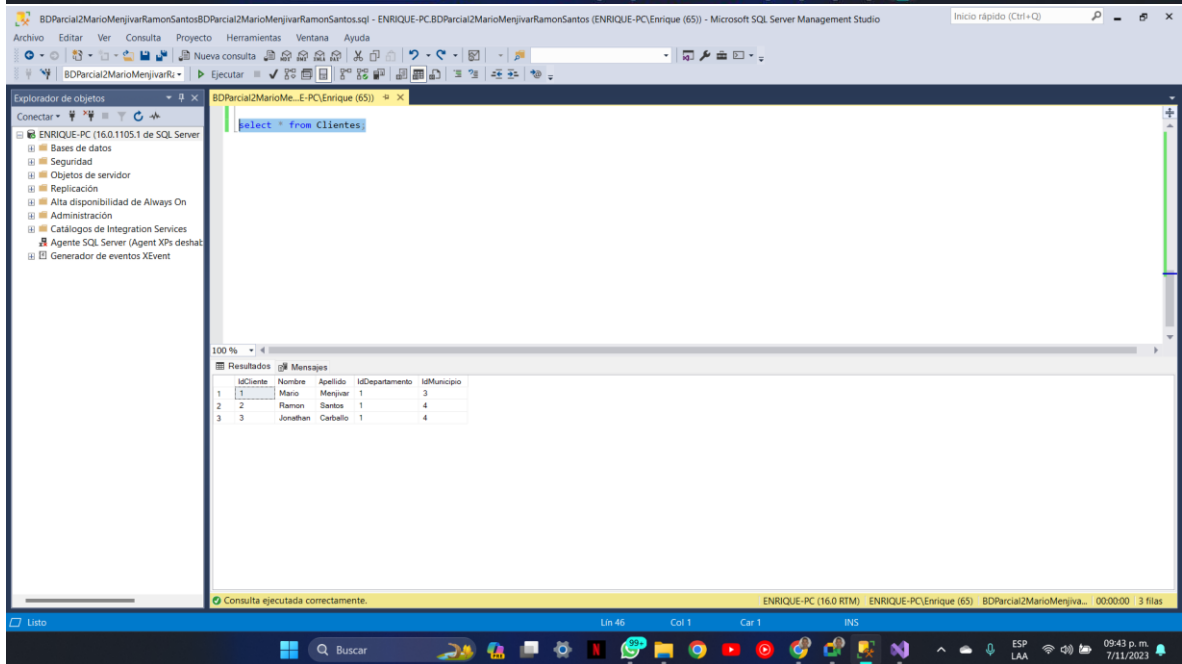 BDParcial2MarioMenjivarRamonSantosBDParcial2MarioMenjivarRamonSantos.sql - ENRIQUE-PC.BDParcial2MarioMenjivarRamonSantos (ENRIQUE-PC\Enrique (65)) - Microsoft SQL Server Management Studio
Inicio rápido (Ctrl+Q)
Archivo Editar Ver Consulta Proyecto Herramientas Ventana Ayuda
Nueva consulta
BDParcial2MarioMenjivarRa Ejecutar
Explorador de objetos
BDParcial2MarioMe...E-PC\Enrique (65))
Conectar
select * from Clientes;
ENRIQUE-PC (16.0.1105.1 de SQL Server
Bases de datos
Seguridad
Objetos de servidor
Replicación
Alta disponibilidad de Always On
Administración
Catálogos de Integration Services
Agente SQL Server (Agent XPs deshab
Generador de eventos XEvent
100 %
Resultados Mensajes
IdCliente Nombre Apellido IdDepartamento IdMunicipio
1 1 Mario Menjivar 1 3
2 2 Ramon Santos 1 4
3 3 Jonathan Carballo 1 4
Consulta ejecutada correctamente.
ENRIQUE-PC (16.0 RTM) ENRIQUE-PC\Enrique (65) BDParcial2MarioMenjiva... 00:00:00 3 filas
Listo Lín 46 Col 1 Car 1 INS
Buscar
99+
ESP
LAA
09:43 p. m.
7/11/2023